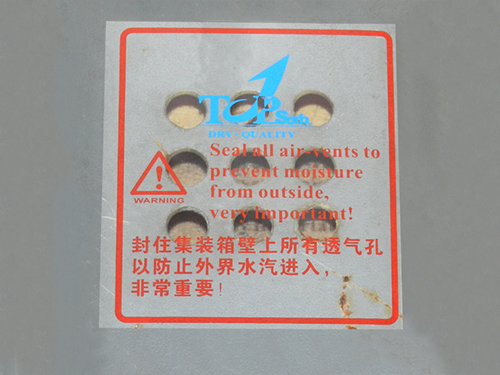 TOP 1
DRY - QUALITY
Seal all air-vents to
prevent moisture
from outside,
very important!
WARNING
封住集装箱壁上所有透气孔
以防止外界水汽进入，
非常重要！